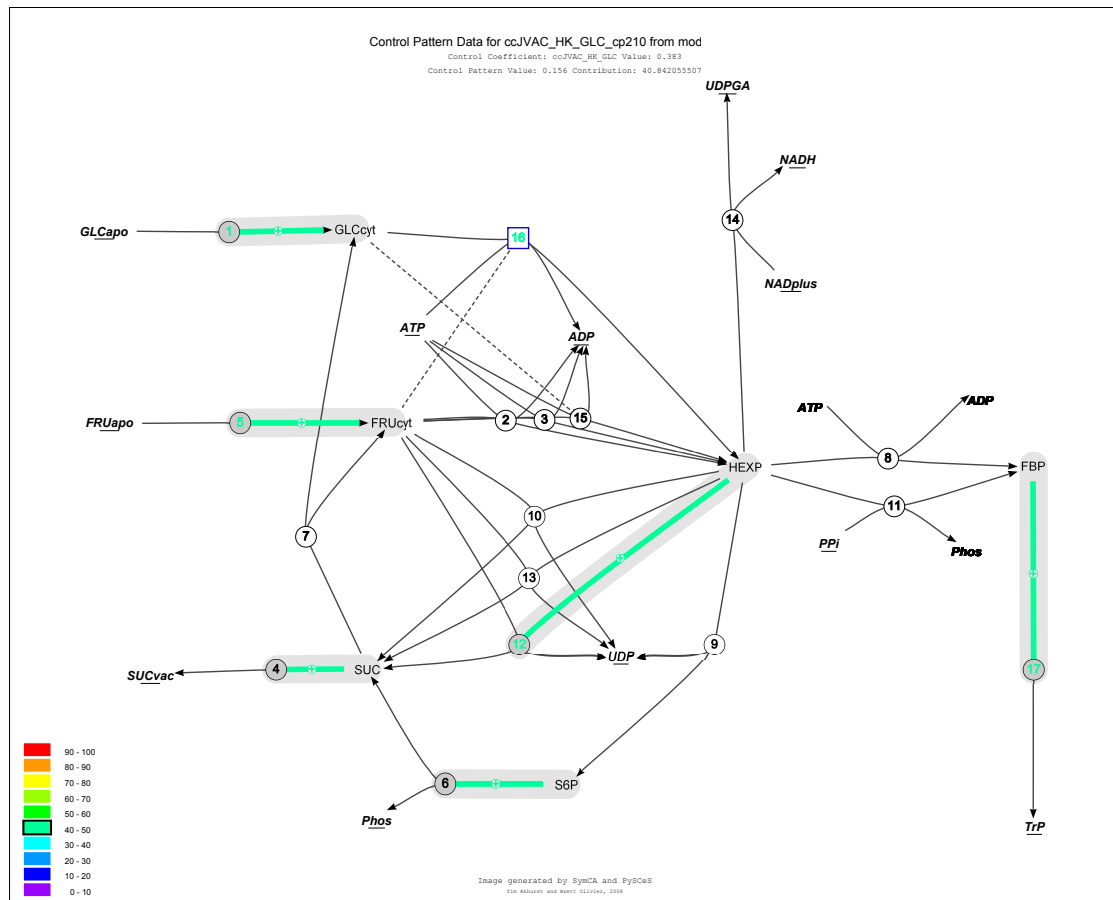 Control Pattern Data for ccJVAC_HK_GLC_cp210 from mod
Control Coefficient: ccJVAC_HK_GLC Value: 0.383
Control Pattern Value: 0.156 Contribution: 40.842055507
UDPGA
NADH
14
GLCapo
1
GLCcyt
16
NADplus
ATP
ADP
FRUapo
5
FRUcyt
2
3
15
ATP
ADP
8
HEXP
FBP
11
PPi
Phos
10
7
13
12
9
UDP
SUCvac
4
SUC
17
6
S6P
Phos
TrP
90 - 100
80 - 90
70 - 80
60 - 70
50 - 60
40 - 50
30 - 40
20 - 30
10 - 20
0 - 10
Image generated by SymCA and PySCeS
Tim Akhurst and Brett Olivier, 2008